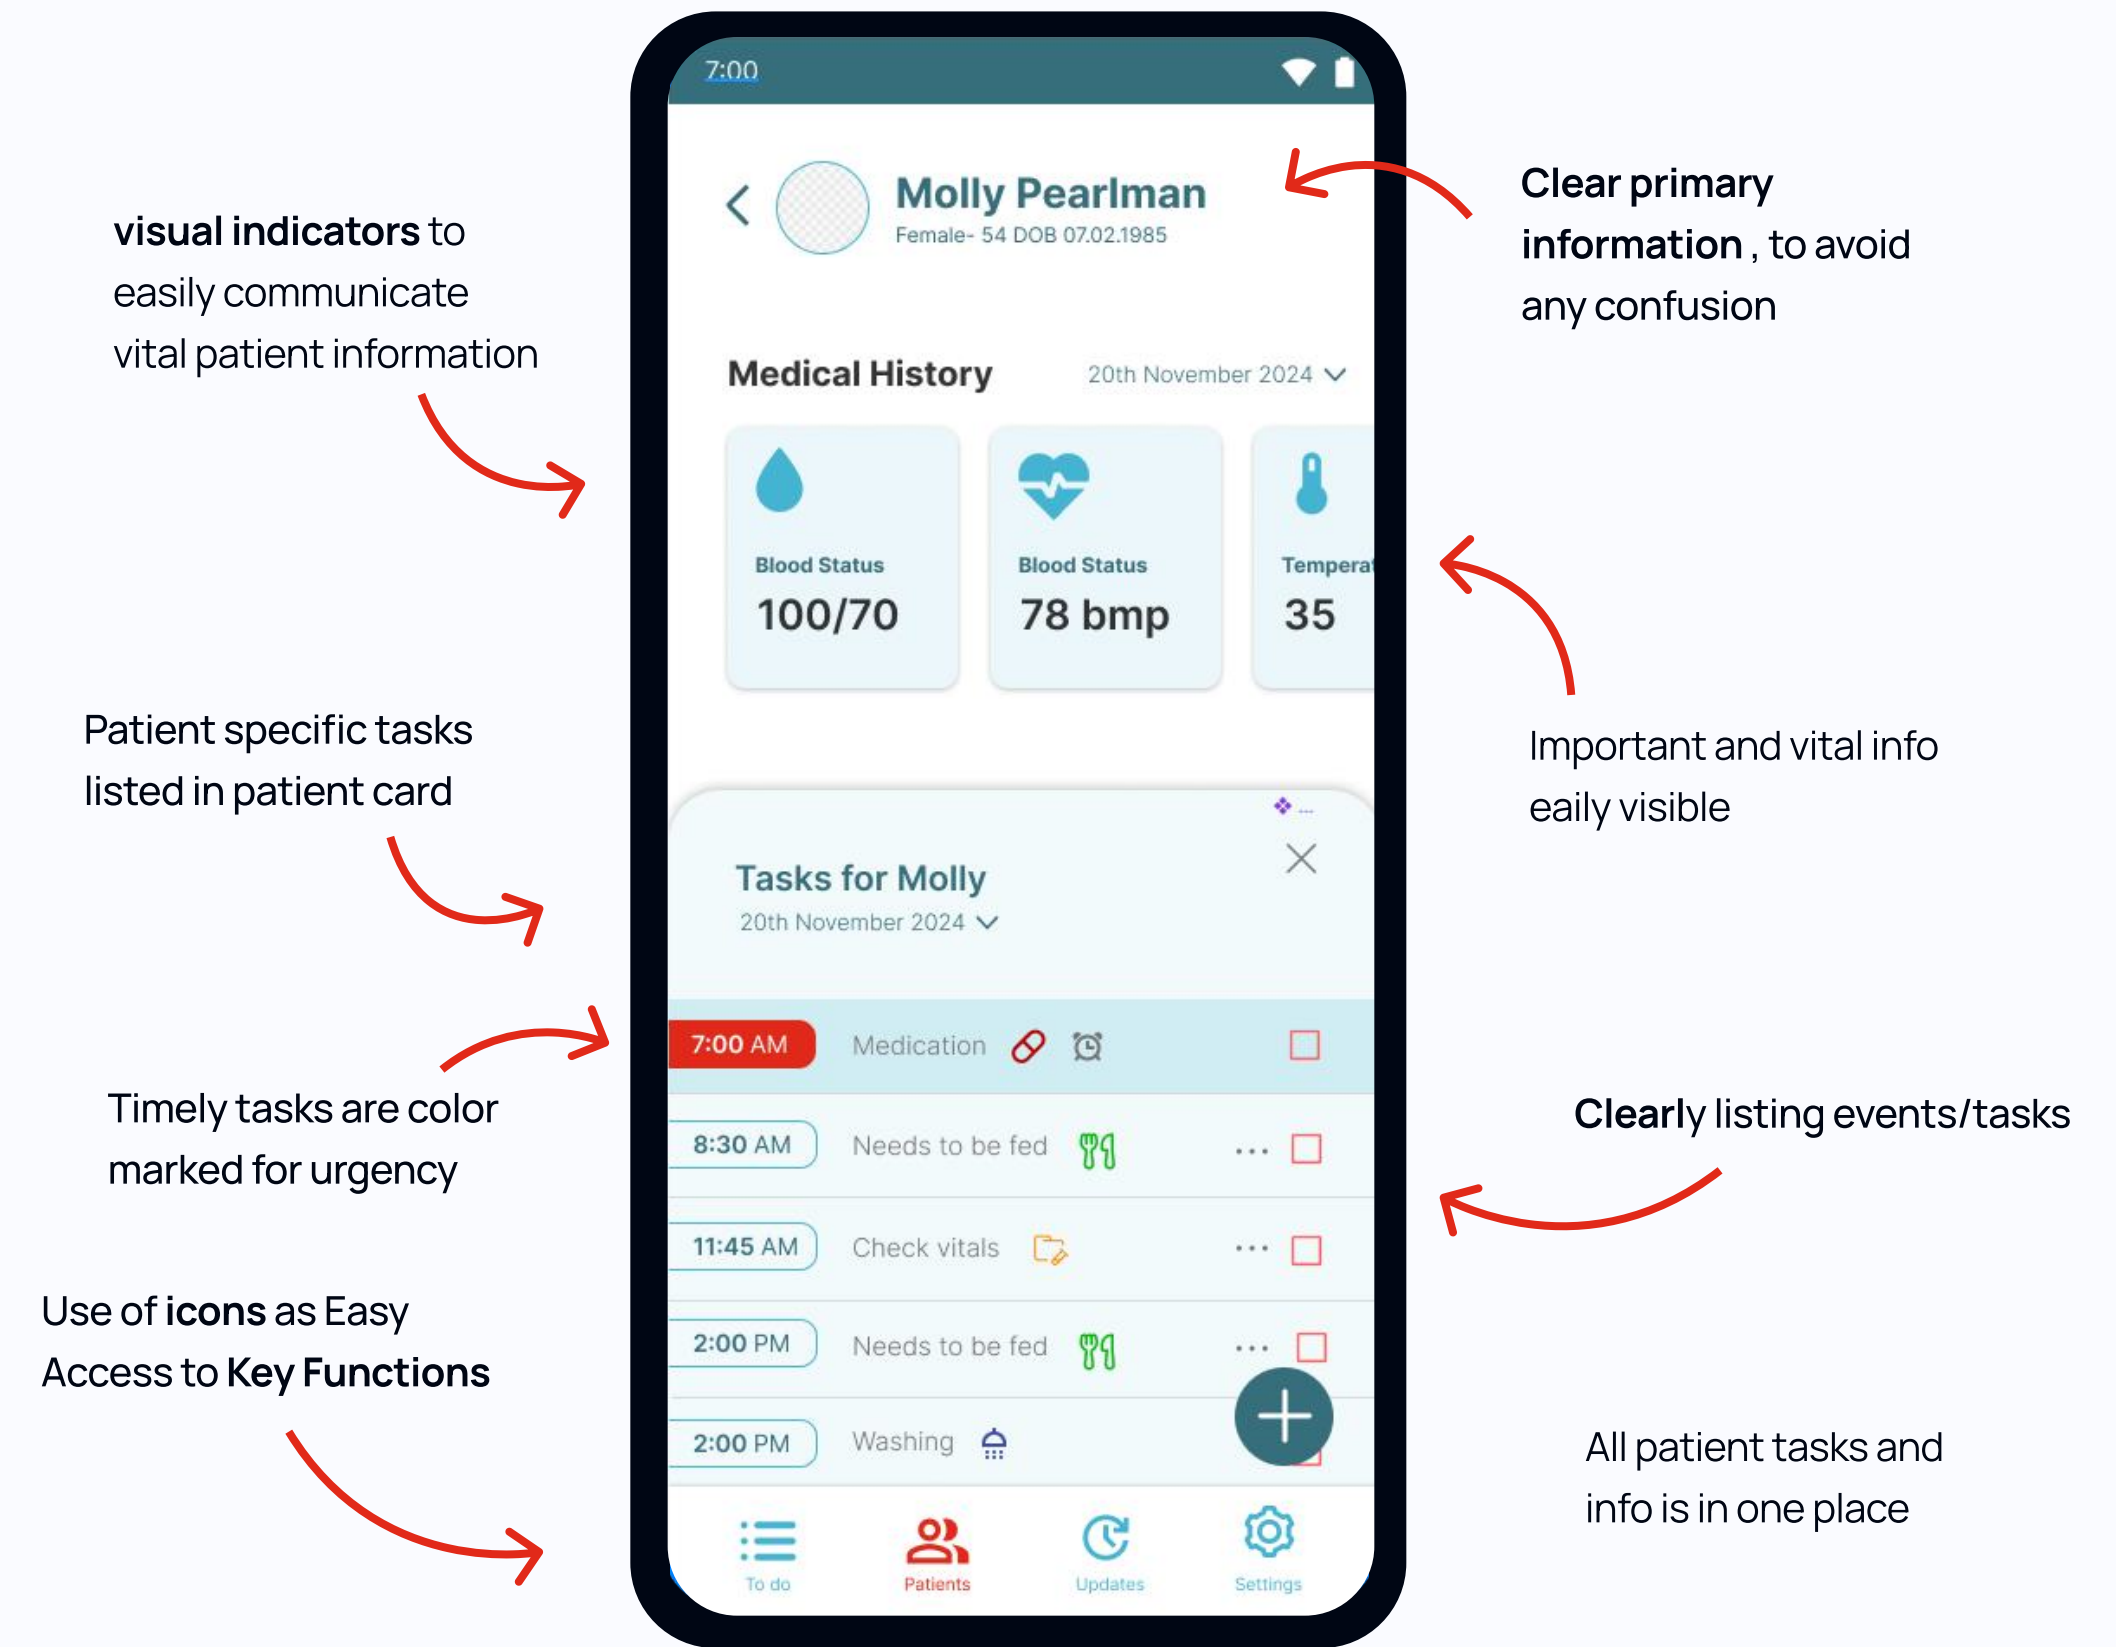 7:00
Molly Pearlman
Female- 54 DOB 07.02.1985
visual indicators to
easily communicate
vital patient information
Clear primary
information , to avoid
any confusion
Medical History
20th November 2024
Blood Status
100/70
Blood Status
78 bmp
Temperat
35
Patient specific tasks
listed in patient card
Important and vital info
eaily visible
Tasks for Molly
20th November 2024
7:00 AM Medication
8:30 AM Needs to be fed ...
11:45 AM Check vitals ...
2:00 PM Needs to be fed ...
2:00 PM Washing
Timely tasks are color
marked for urgency
Clearly listing events/tasks
Use of icons as Easy
Access to Key Functions
All patient tasks and
info is in one place
To do
Patients
Updates
Settings